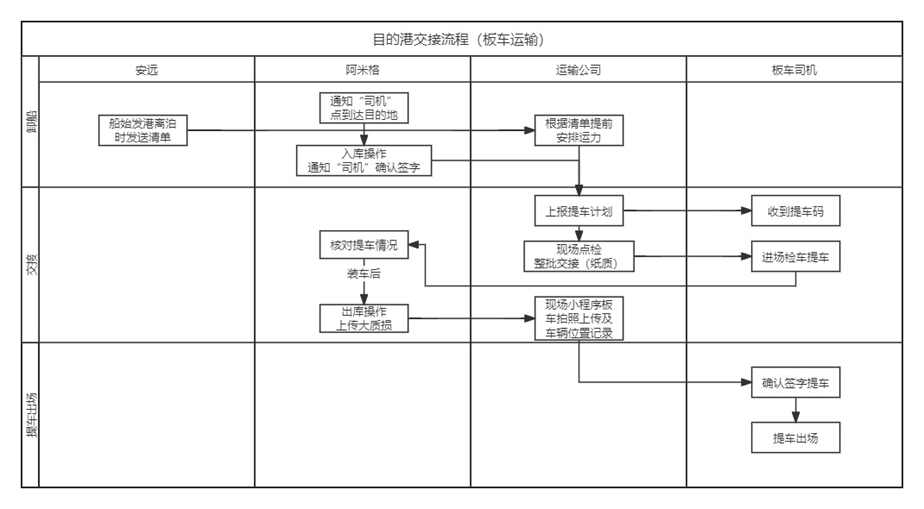 目的港交接流程（板车运输）
安远
阿米格
运输公司
板车司机
卸船
船始发港离泊
时发送清单
通知“司机”
点到达目的地
入库操作
通知“司机”确认签字
根据清单提前
安排运力
交接
上报提车计划
收到提车码
现场点检
整批交接（纸质）
进场检车提车
核对提车情况
装车后
出库操作
上传大质损
现场小程序板
车拍照上传及
车辆位置记录
提车出场
确认签字提车
提车出场